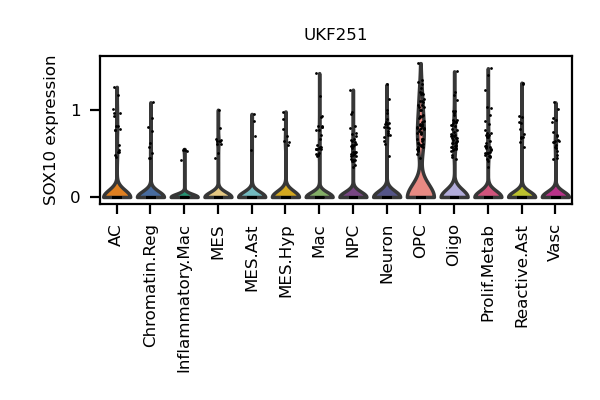 UKF251
SOX10 expression
1
0
AC
Chromatin.Reg
Inflammatory.Mac
MES
MES.Ast
MES.Hyp
Mac
NPC
Neuron
OPC
Oligo
Prolif.Metab
Reactive.Ast
Vasc